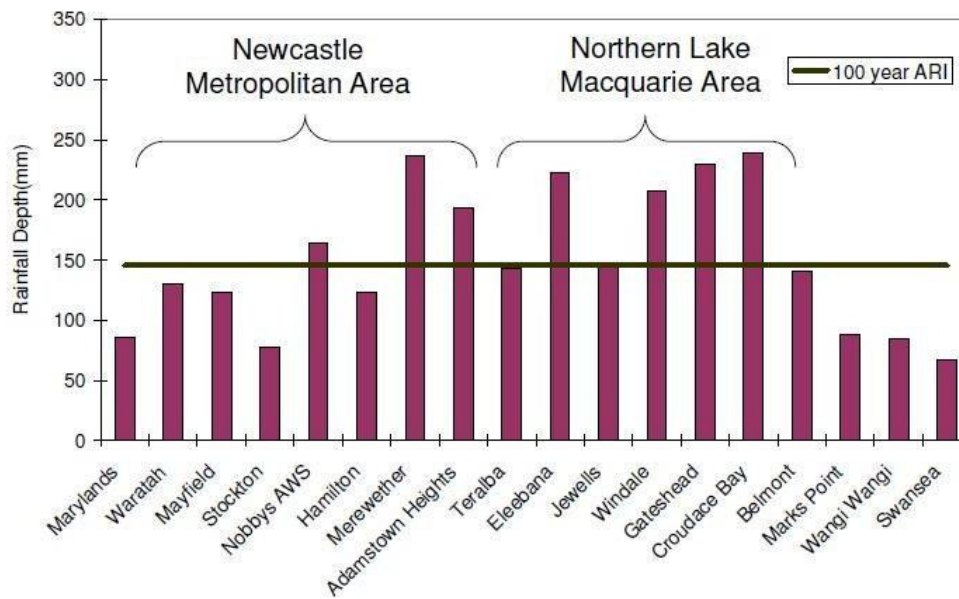 350
300
250
200
150
100
50
0
Rainfall Depth(mm)
Newcastle
Metropolitan Area
Northern Lake
Macquarie Area
100 year ARI
Marylands
Waratah
Mayfield
Stockton
Nobbys AWS
Hamilton
Merewether
Adamstown Heights
Teralba
Eleebana
Jewells
Windale
Gateshead
Croudace Bay
Belmont
Marks Point
Wangi Wangi
Swansea